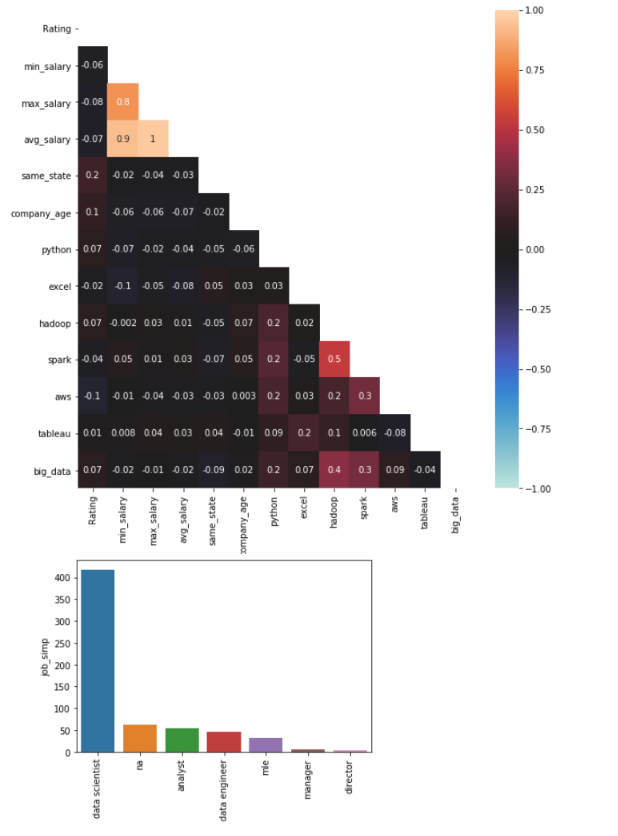 1.00
Rating
min_salary -0.06
0.75
max_salary -0.08 0.8
avg_salary -0.07 0.9 1
0.50
same_state 0.2 -0.02 -0.04 -0.03
company_age 0.1 -0.06 -0.06 -0.07 -0.02
0.25
python 0.07 -0.07 -0.02 -0.04 -0.05 -0.06
0.00
excel -0.02 -0.1 -0.05 -0.08 0.05 0.03 0.03
-0.25
hadoop 0.07 -0.002 0.03 0.01 -0.05 0.07 0.2 0.02
spark -0.04 0.05 0.01 0.03 -0.07 0.05 0.2 -0.05 0.5
-0.50
aws -0.1 -0.01 -0.04 -0.03 -0.03 0.003 0.2 0.03 0.2 0.3
tableau 0.01 0.008 0.04 0.03 0.04 -0.01 0.09 0.2 0.1 0.006 -0.08
-0.75
big_data 0.07 -0.02 -0.01 -0.02 -0.09 0.02 0.2 0.07 0.4 0.3 0.09 -0.04
-1.00
Rating
min_salary
max_salary
avg_salary
same_state
ompany_age
python
excel
hadoop
spark
aws
tableau
big_data
400
350
300
250
200
150
100
50
0
job_simp
data scientist
na
analyst
data engineer
mle
manager
director